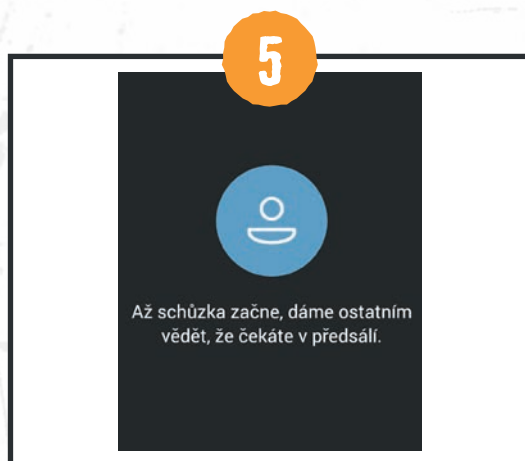 5
Až schůzka začne, dáme ostatním
vědět, že čekáte v předsálí.